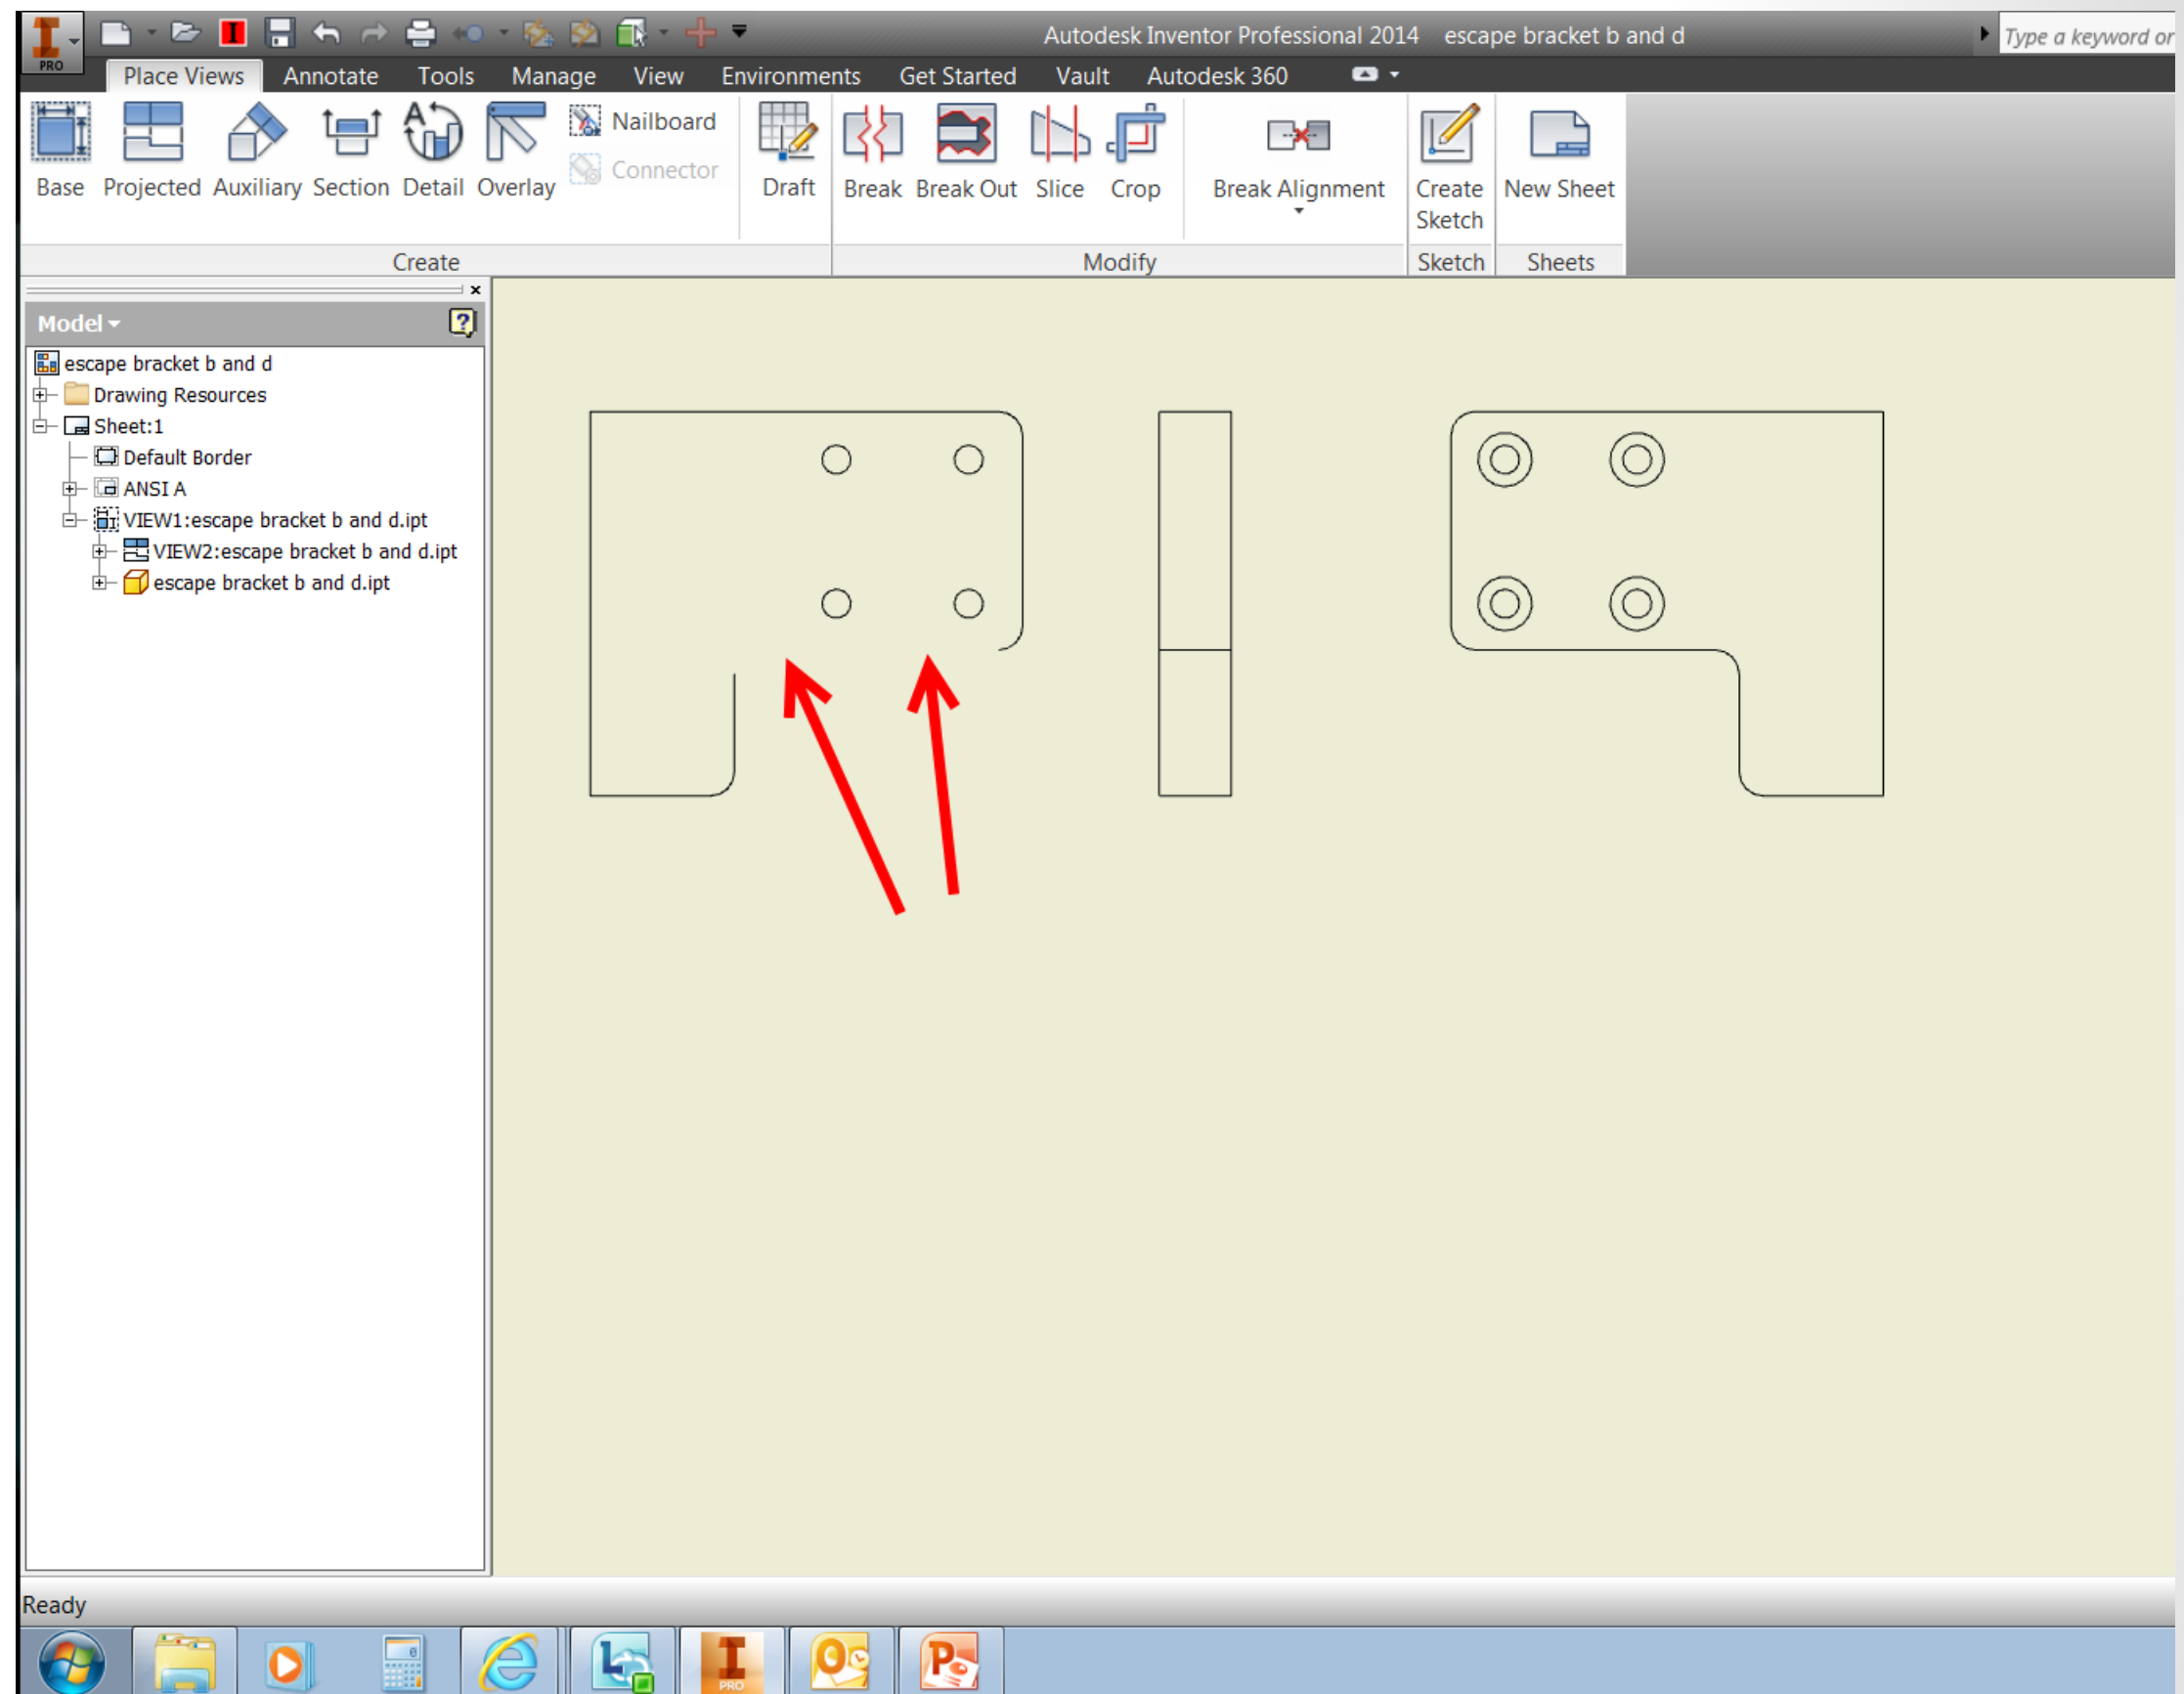 Autodesk Inventor Professional 2014 escape bracket b and d
Type a keyword or
PRO
Place Views Annotate Tools Manage View Environments Get Started Vault Autodesk 360
Nailboard
Connector
Base Projected Auxiliary Section Detail Overlay Draft Break Break Out Slice Crop Break Alignment Create Sketch New Sheet
Create Modify Sketch Sheets
Model
escape bracket b and d
Drawing Resources
Sheet:1
Default Border
ANSI A
VIEW1:escape bracket b and d.ipt
VIEW2:escape bracket b and d.ipt
escape bracket b and d.ipt
Ready
PRO